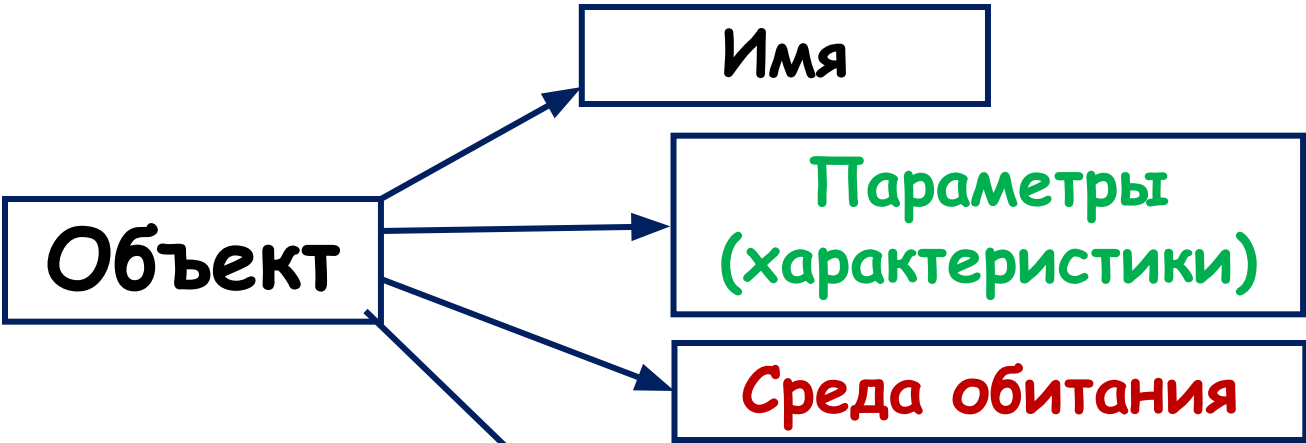 Имя
Параметры
(характеристики)
Объект
Среда обитания